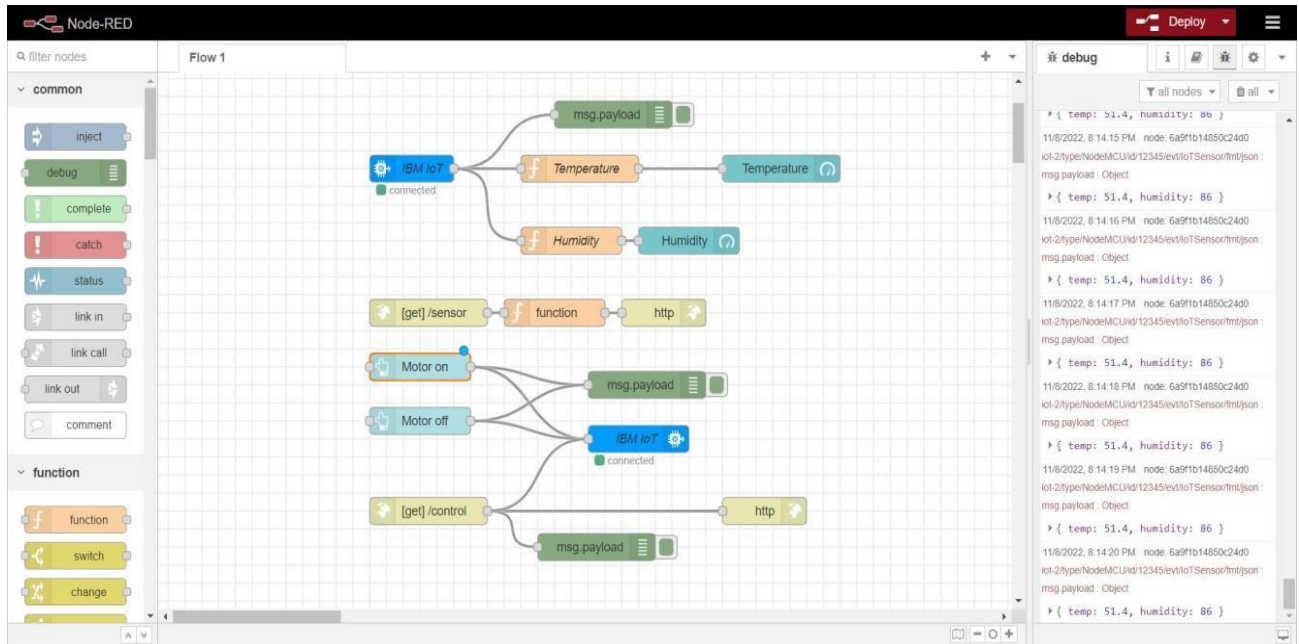 Node-RED
Deploy
filter nodes
Flow 1
debug
i
all nodes
all
common
inject
debug
complete
catch
status
link in
link call
link out
comment
function
function
switch
change
msg.payload
IBM IoT
connected
Temperature
Temperature
Humidity
Humidity
[get] /sensor
function
http
Motor on
msg.payload
Motor off
IBM IoT
connected
[get] /control
http
msg.payload
{ temp: 51.4, humidity: 86 }
11/8/2022, 8:14:15 PM node: 6a9f1b14850c24d0
iot-2/type/NodeMCU/id/12345/evt/IoTSensor/fmt/json :
msg.payload : Object
{ temp: 51.4, humidity: 86 }
11/8/2022, 8:14:16 PM node: 6a9f1b14850c24d0
iot-2/type/NodeMCU/id/12345/evt/IoTSensor/fmt/json :
msg.payload : Object
{ temp: 51.4, humidity: 86 }
11/8/2022, 8:14:17 PM node: 6a9f1b14850c24d0
iot-2/type/NodeMCU/id/12345/evt/IoTSensor/fmt/json :
msg.payload : Object
{ temp: 51.4, humidity: 86 }
11/8/2022, 8:14:18 PM node: 6a9f1b14850c24d0
iot-2/type/NodeMCU/id/12345/evt/IoTSensor/fmt/json :
msg.payload : Object
{ temp: 51.4, humidity: 86 }
11/8/2022, 8:14:19 PM node: 6a9f1b14850c24d0
iot-2/type/NodeMCU/id/12345/evt/IoTSensor/fmt/json :
msg.payload : Object
{ temp: 51.4, humidity: 86 }
11/8/2022, 8:14:20 PM node: 6a9f1b14850c24d0
iot-2/type/NodeMCU/id/12345/evt/IoTSensor/fmt/json :
msg.payload : Object
{ temp: 51.4, humidity: 86 }